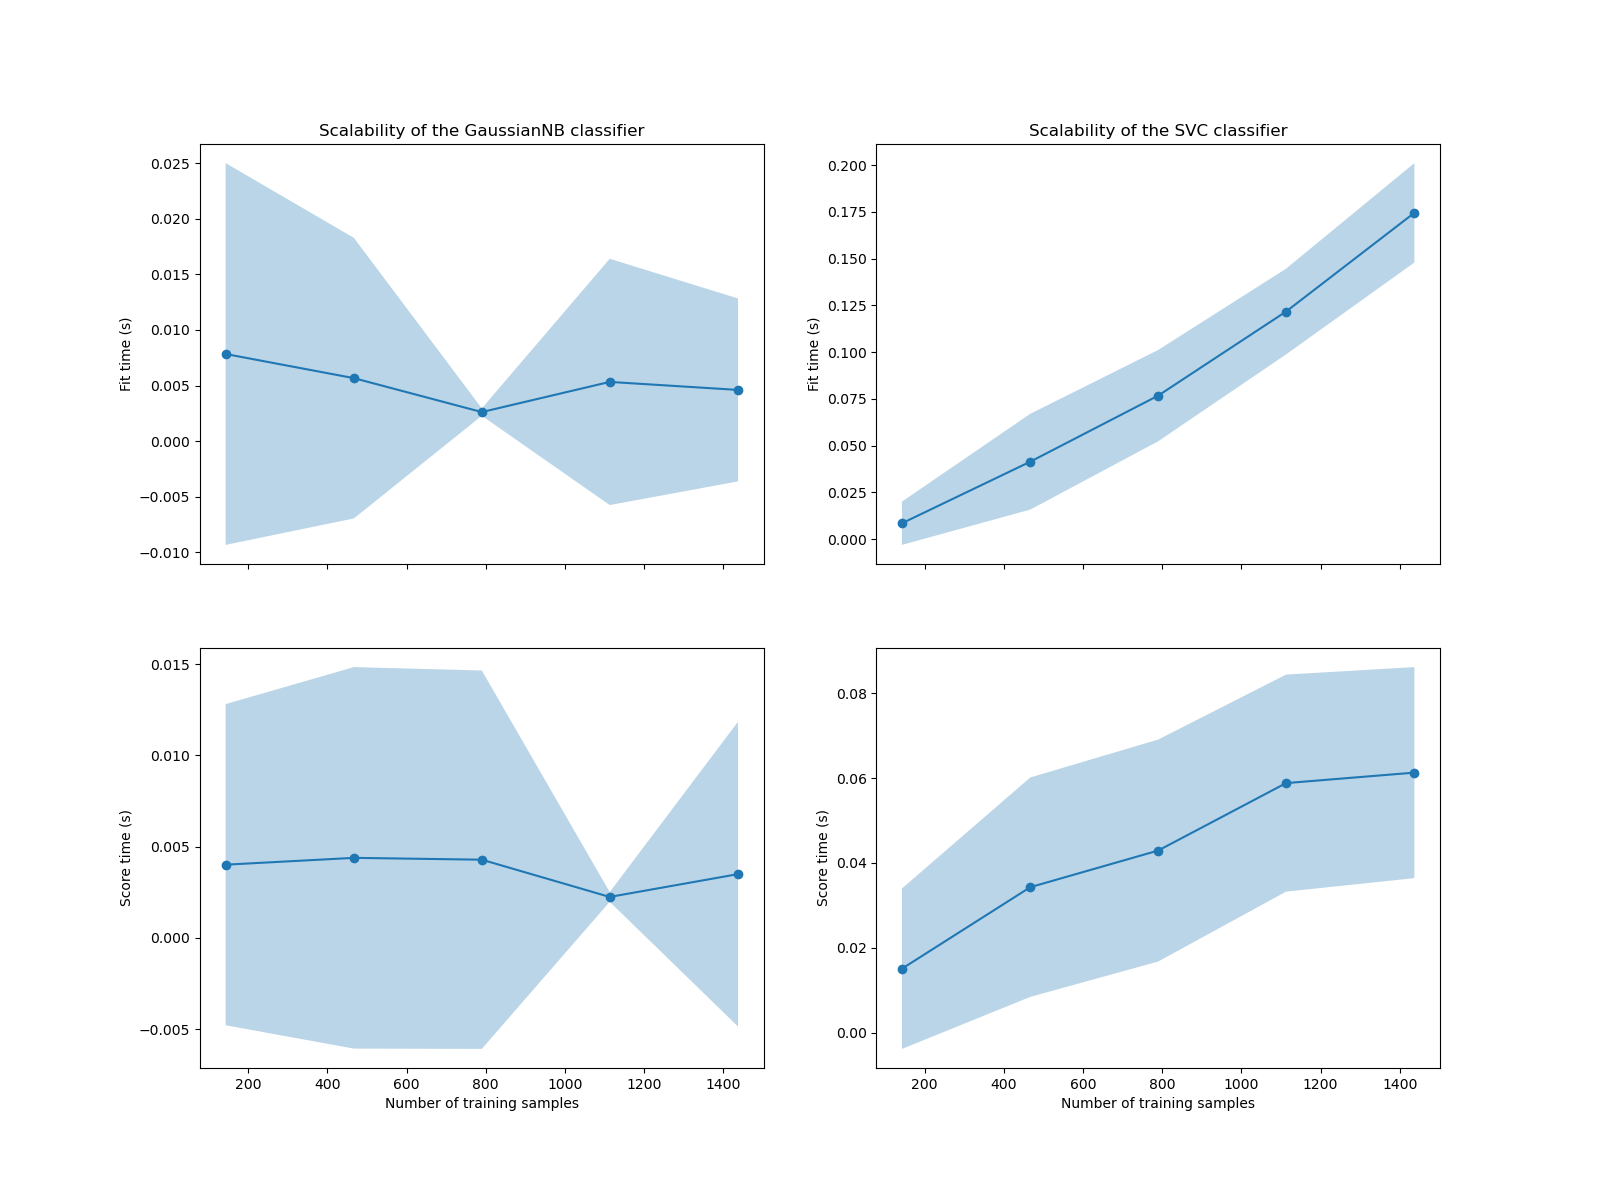 Scalability of the GaussianNB classifier
0.025
0.020
0.015
0.010
0.005
0.000
−0.005
−0.010
Fit time (s)
Scalability of the SVC classifier
0.200
0.175
0.150
0.125
0.100
0.075
0.050
0.025
0.000
Fit time (s)
0.015
0.010
0.005
0.000
−0.005
Score time (s)
200 400 600 800 1000 1200 1400
Number of training samples
0.08
0.06
0.04
0.02
0.00
Score time (s)
200 400 600 800 1000 1200 1400
Number of training samples